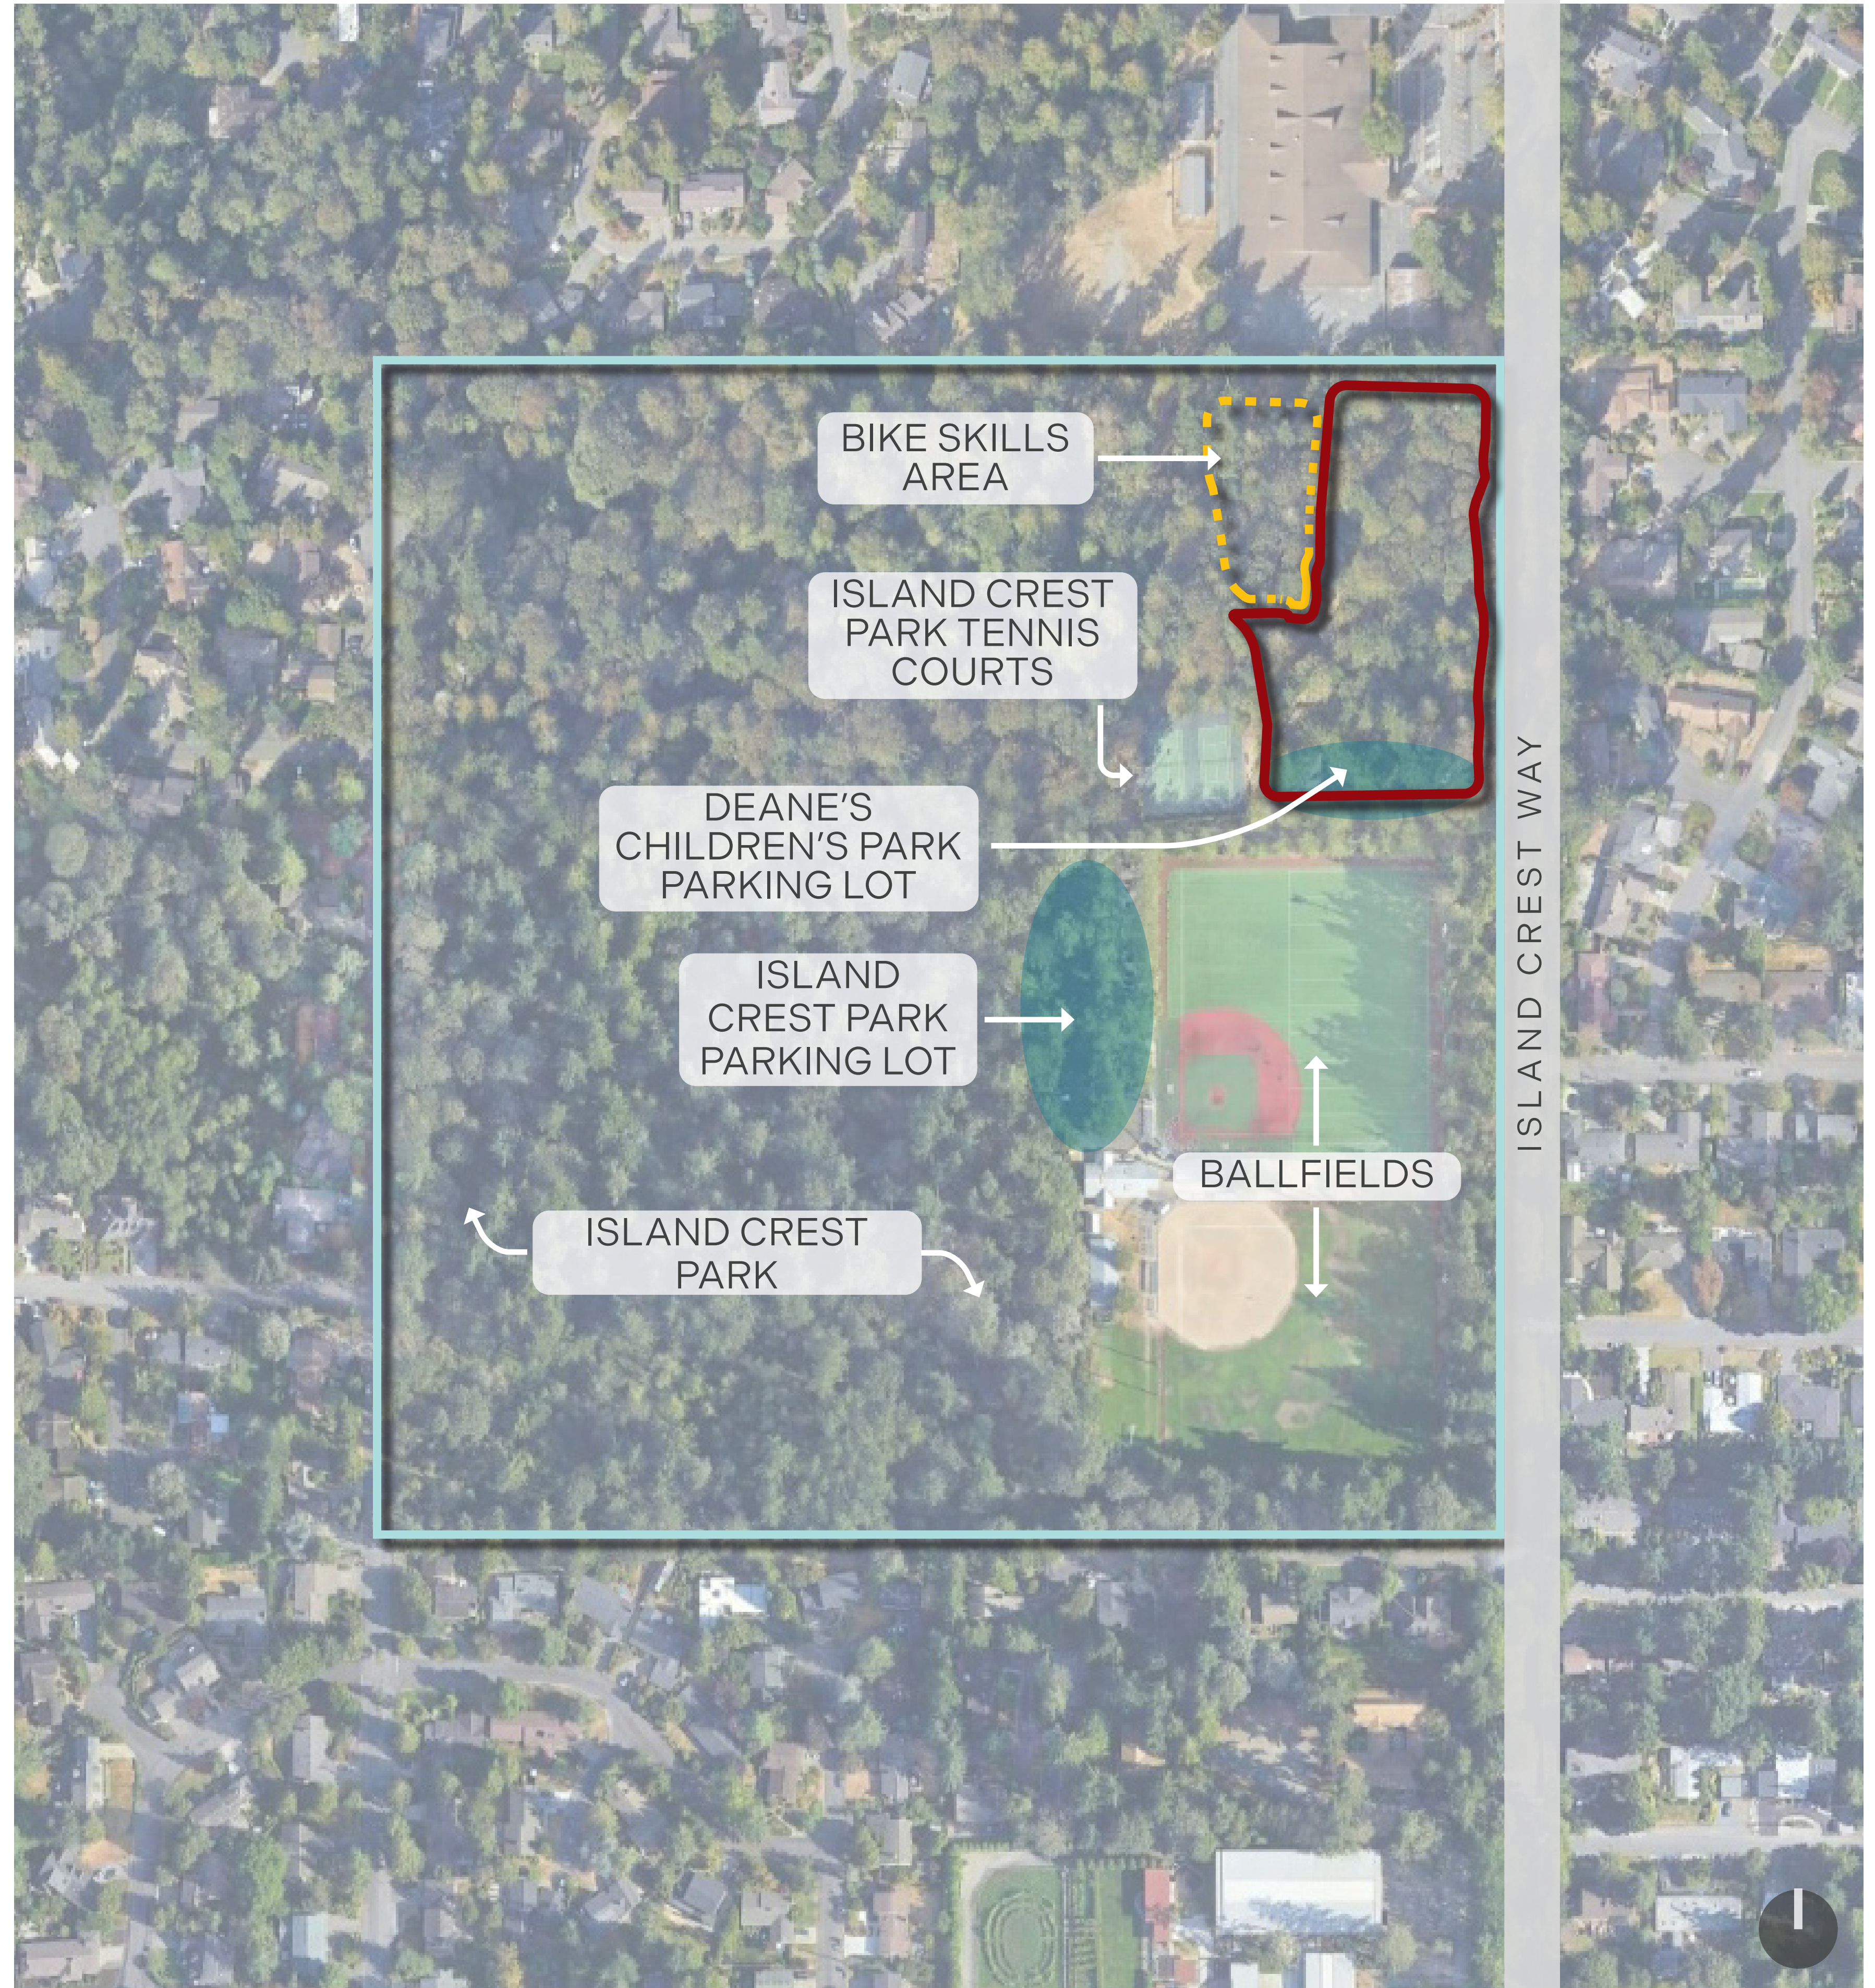 BIKE SKILLS
AREA
ISLAND CREST
PARK TENNIS
COURTS
DEANE'S
CHILDREN'S PARK
PARKING LOT
ISLAND
CREST PARK
PARKING LOT
BALLFIELDS
ISLAND CREST
PARK
ISLAND CREST WAY